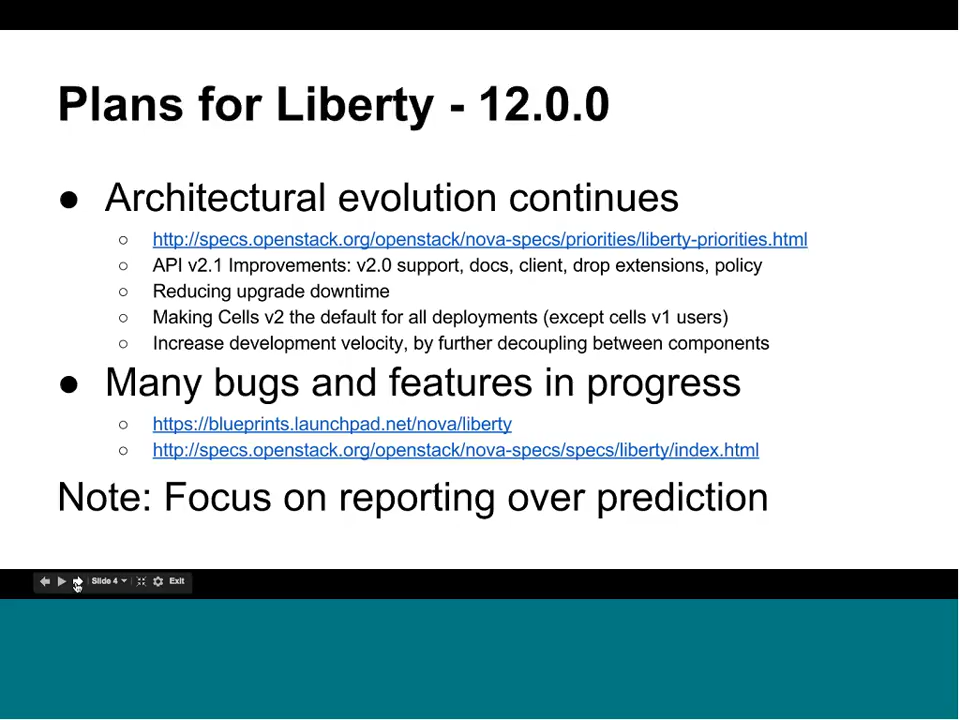 Plans for Liberty - 12.0.0
● Architectural evolution continues
○ http://specs.openstack.org/openstack/nova-specs/priorities/liberty-priorities.html
○ API v2.1 Improvements: v2.0 support, docs, client, drop extensions, policy
○ Reducing upgrade downtime
○ Making Cells v2 the default for all deployments (except cells v1 users)
○ Increase development velocity, by further decoupling between components
● Many bugs and features in progress
○ https://blueprints.launchpad.net/nova/liberty
○ http://specs.openstack.org/openstack/nova-specs/specs/liberty/index.html
Note: Focus on reporting over prediction
Slide 4 Exit